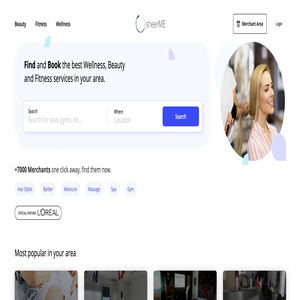 Beauty Fitness Wellness sheerME Merchant Area Login
Find and Book the best Wellness, Beauty
and Fitness services in your area.
Search Where
Search for spas, gyms, etc... Location Search
+7000 Merchants one click away, find them now.
Hair Stylist Barber Manicure Massage Spa Gym
OFFICIAL PARTNER L'ORÉAL
Most popular in your area